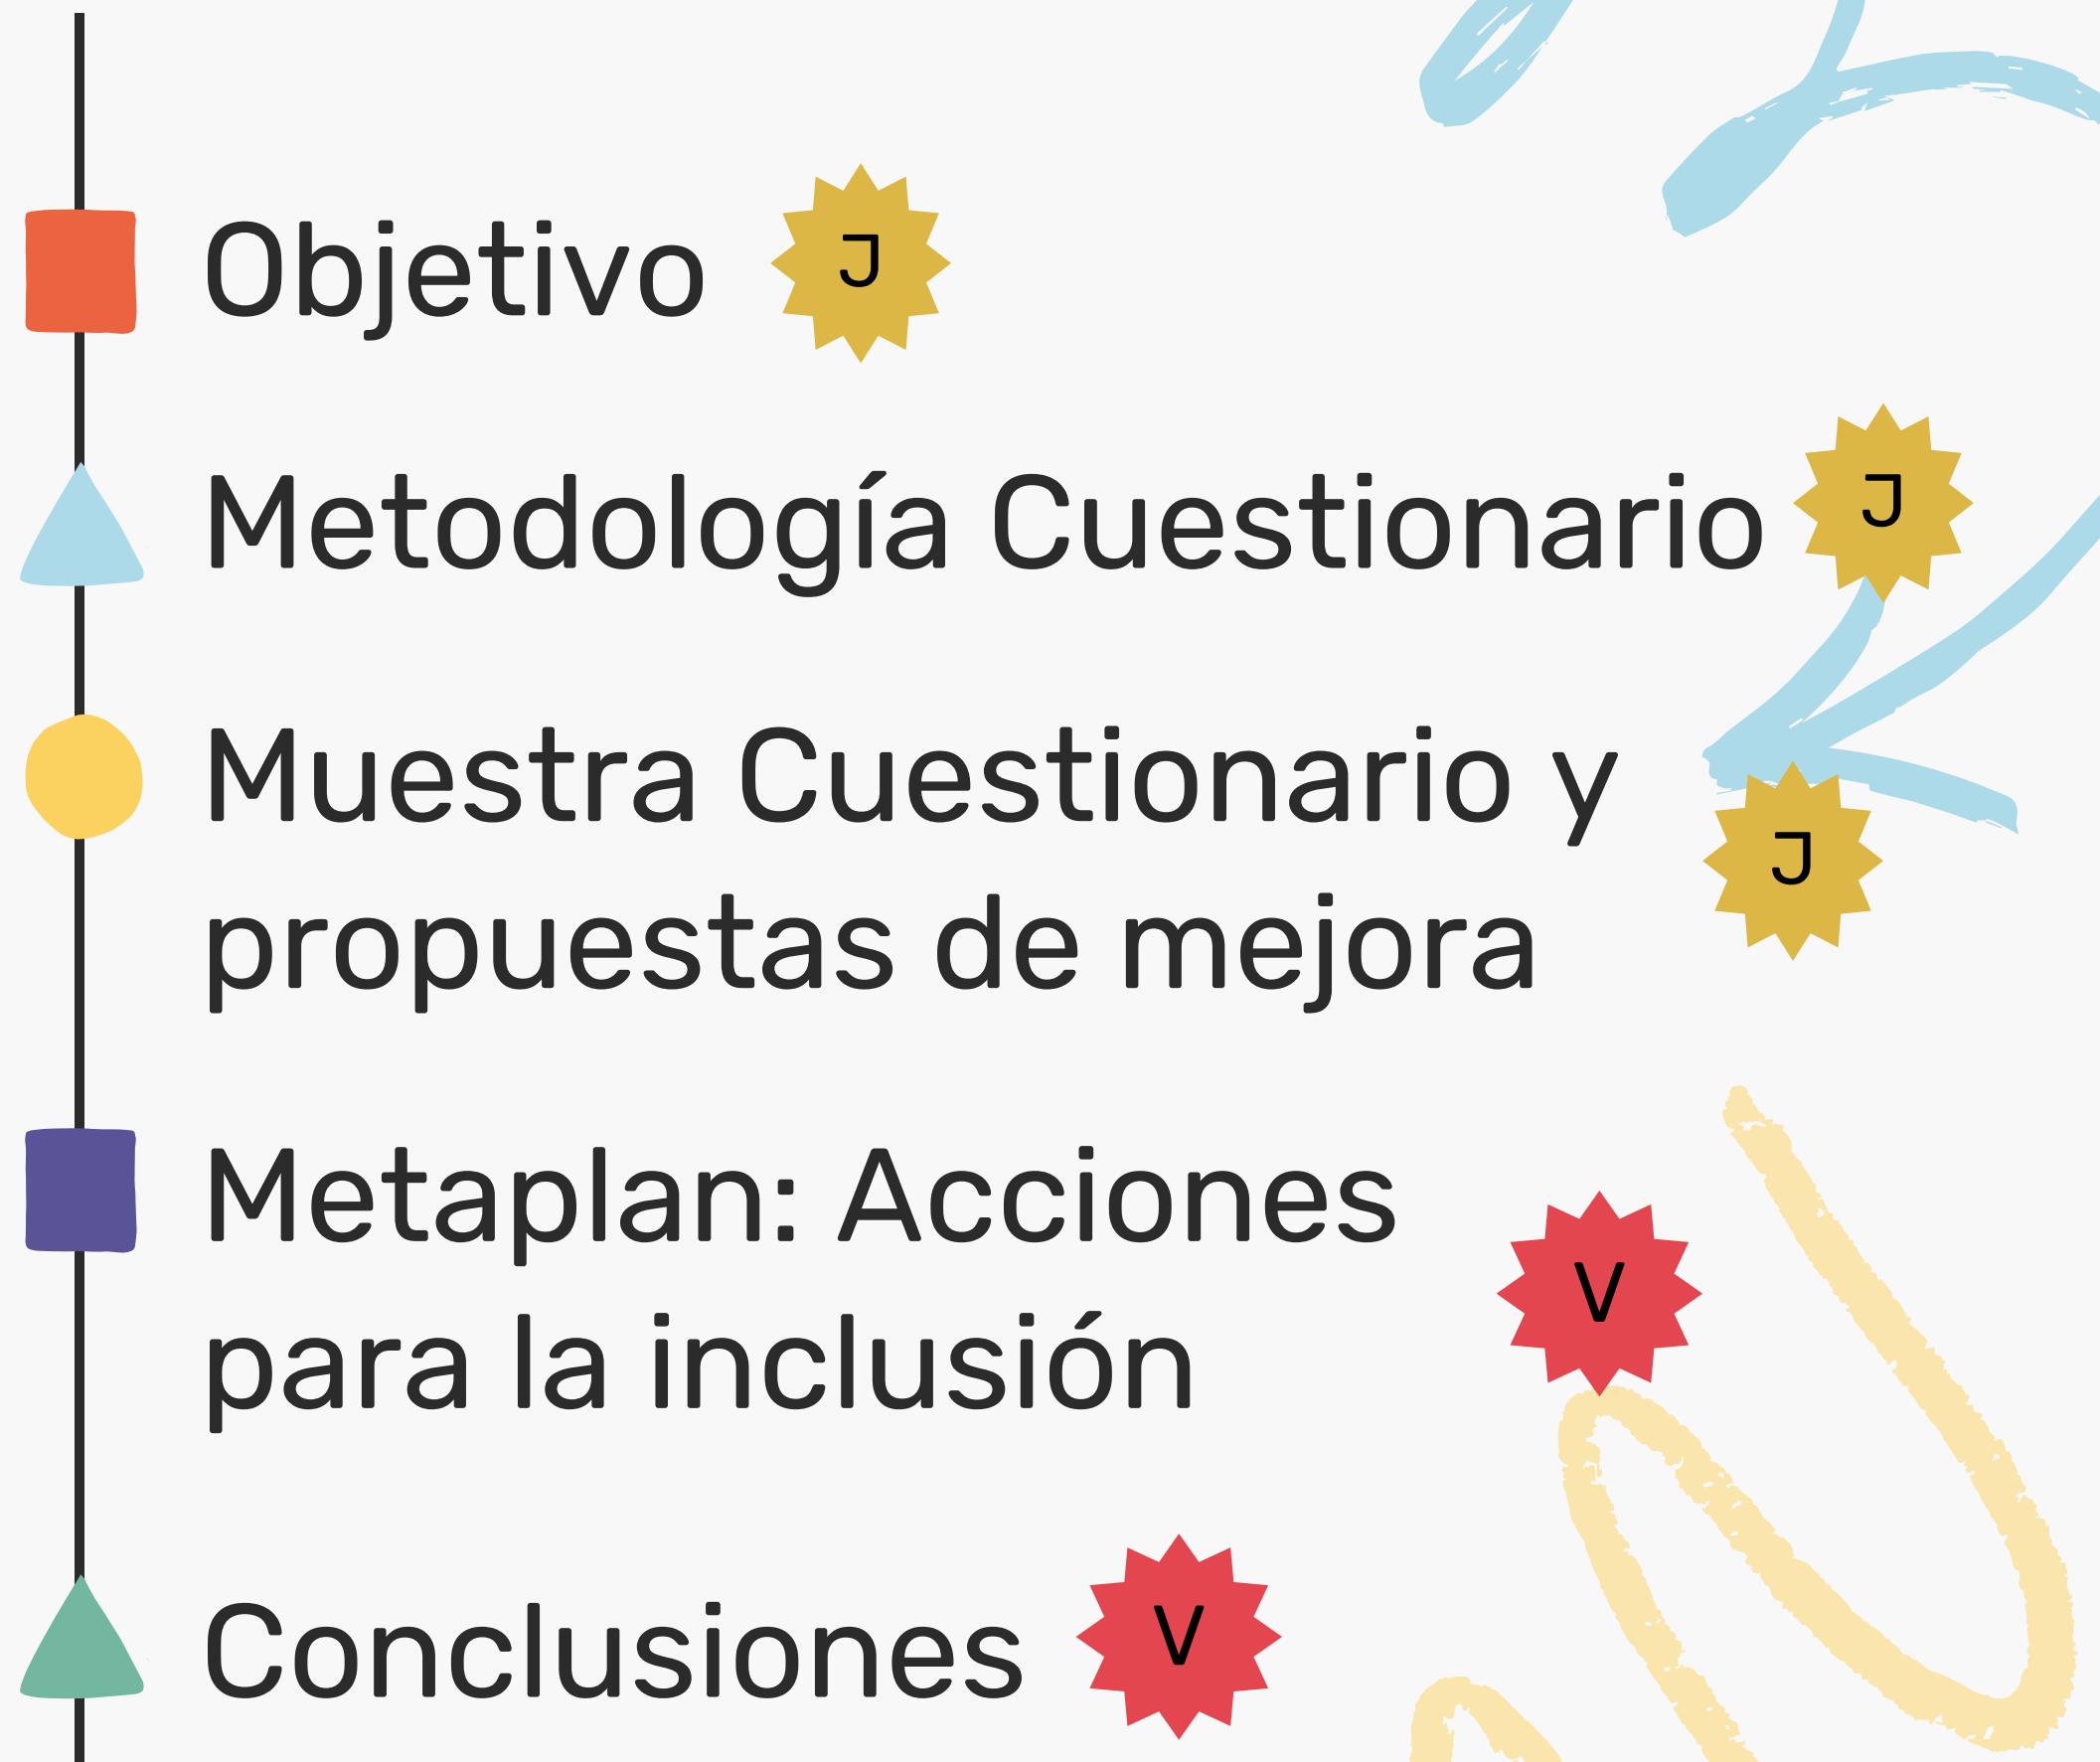 Objetivo J
Metodología Cuestionario J
Muestra Cuestionario y
propuestas de mejora J
Metaplan: Acciones
para la inclusión V
Conclusiones V